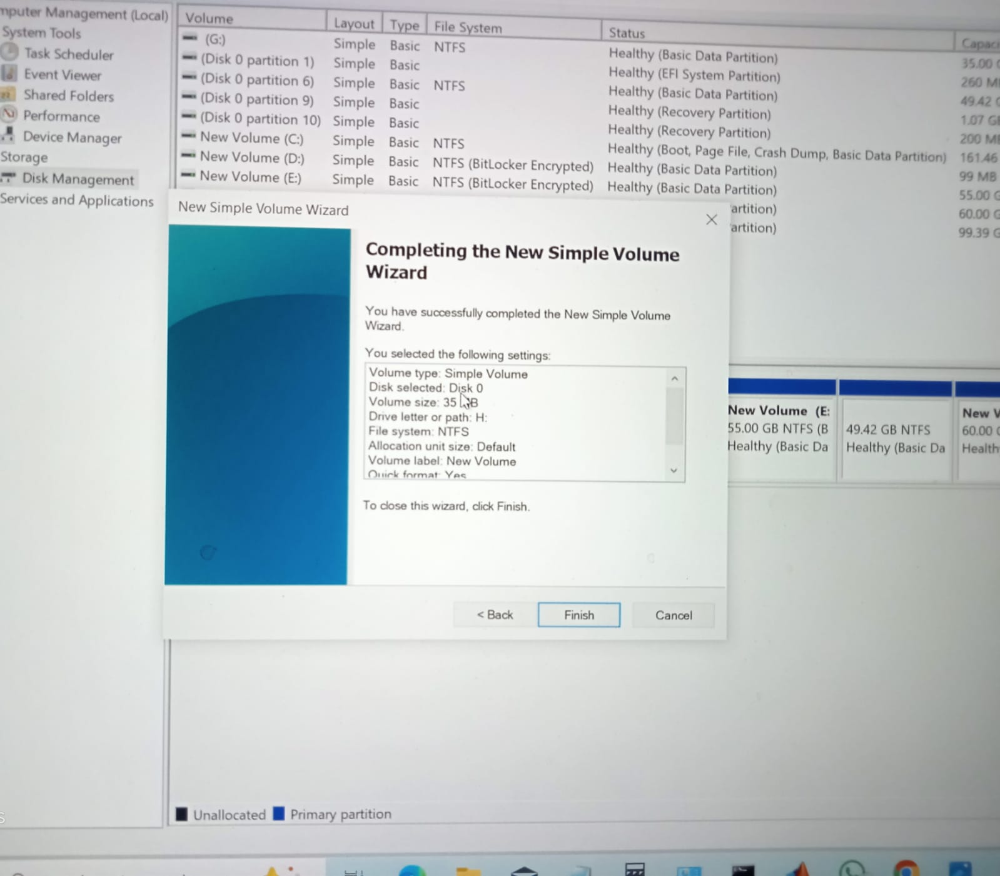 mputer Management (Local)
System Tools
Task Scheduler
Event Viewer
Shared Folders
Performance
Device Manager
Storage
Disk Management
Services and Applications
Volume Layout Type File System Status
(G:) Simple Basic NTFS Healthy (Basic Data Partition) 35.00
(Disk 0 partition 1) Simple Basic Healthy (EFI System Partition) 260
(Disk 0 partition 6) Simple Basic NTFS Healthy (Basic Data Partition) 49.42
(Disk 0 partition 9) Simple Basic Healthy (Recovery Partition) 1.07
(Disk 0 partition 10) Simple Basic Healthy (Recovery Partition) 200
New Volume (C:) Simple Basic NTFS Healthy (Boot, Page File, Crash Dump, Basic Data Partition) 161.46
New Volume (D:) Simple Basic NTFS (BitLocker Encrypted) Healthy (Basic Data Partition) 99 MB
New Volume (E:) Simple Basic NTFS (BitLocker Encrypted) Healthy (Basic Data Partition) 55.00
artition) 60.00
artition) 99.39
New Simple Volume Wizard
Completing the New Simple Volume
Wizard
You have successfully completed the New Simple Volume
Wizard.
You selected the following settings:
Volume type: Simple Volume
Disk selected: Disk 0
Volume size: 35
Drive letter or path: H:
File system: NTFS
Allocation unit size: Default
Volume label: New Volume
Quick format: Yes
To close this wizard, click Finish.
< Back Finish Cancel
New Volume (E:
55.00 GB NTFS (B
Healthy (Basic Da
49.42 GB NTFS
Healthy (Basic Da
New V
60.00
Health
Unallocated Primary partition